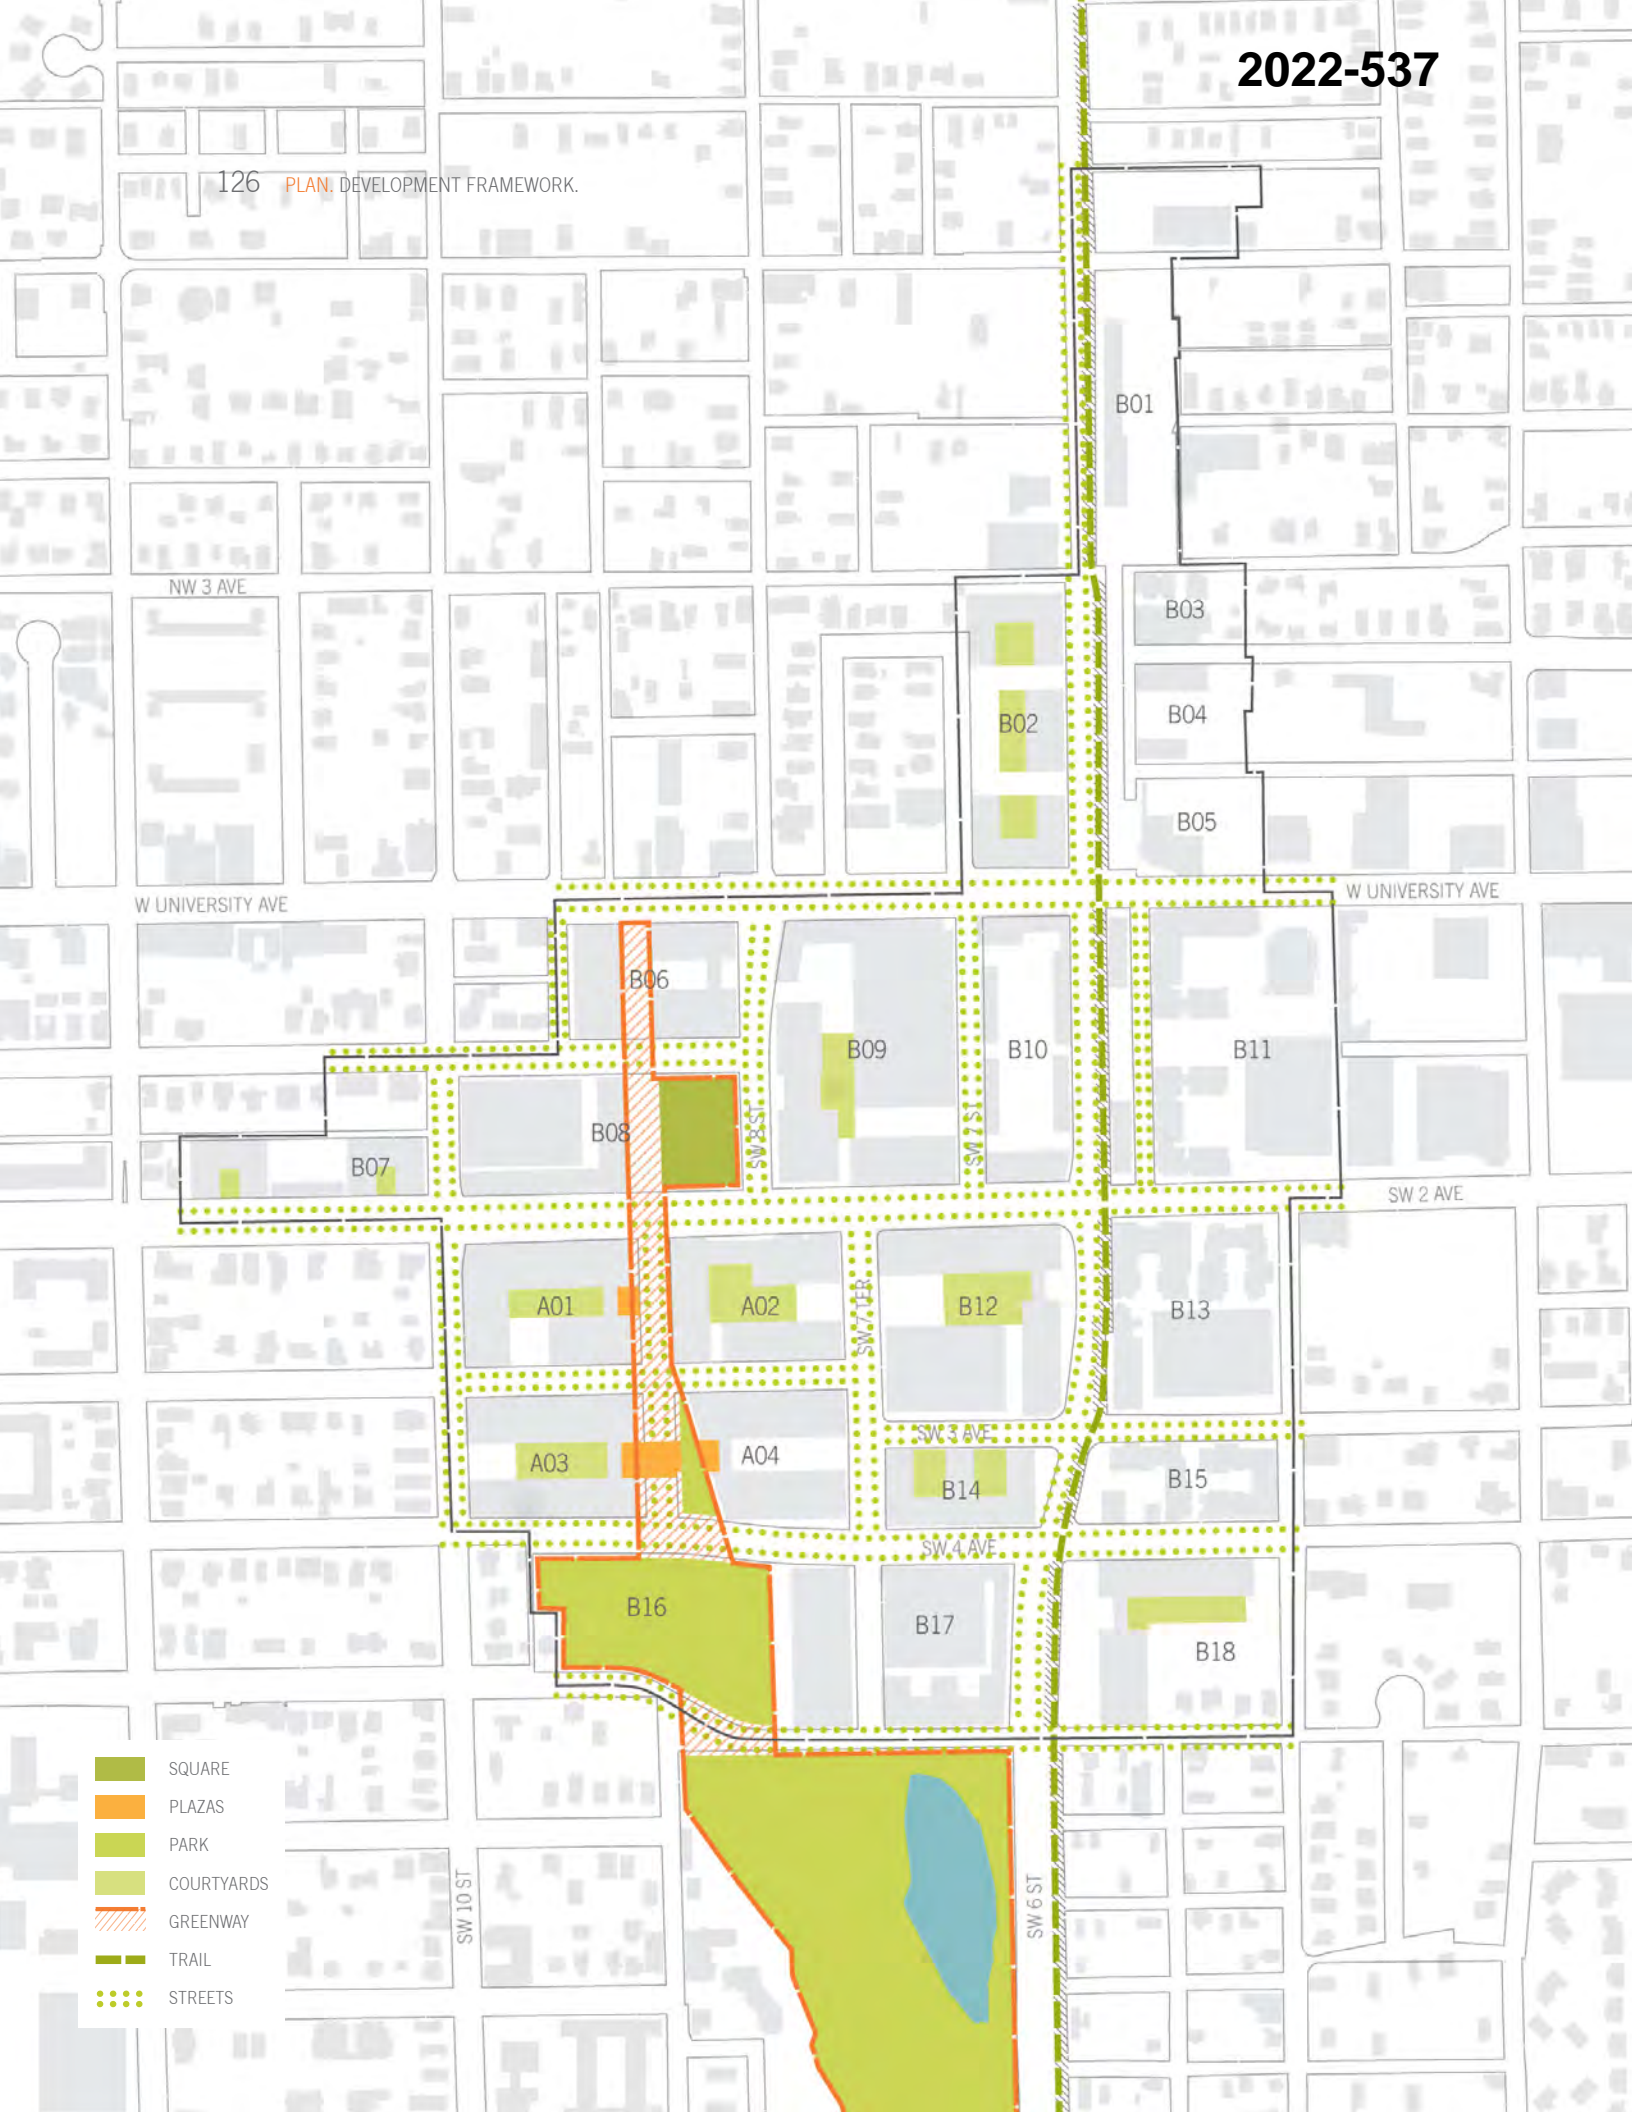 2022-537
126 PLAN. DEVELOPMENT FRAMEWORK.
B01
NW 3 AVE
B03
B02
B04
B05
W UNIVERSITY AVE
W UNIVERSITY AVE
B06
B09
B10
B11
B08
SW 8 ST
SW 7 ST
B07
SW 2 AVE
A01
A02
SW 7 TER
B12
B13
SW 3 AVE
A03
A04
B14
B15
SW 4 AVE
B16
B17
B18
SQUARE
PLAZAS
PARK
COURTYARDS
GREENWAY
TRAIL
STREETS
SW 10 ST
SW 6 ST